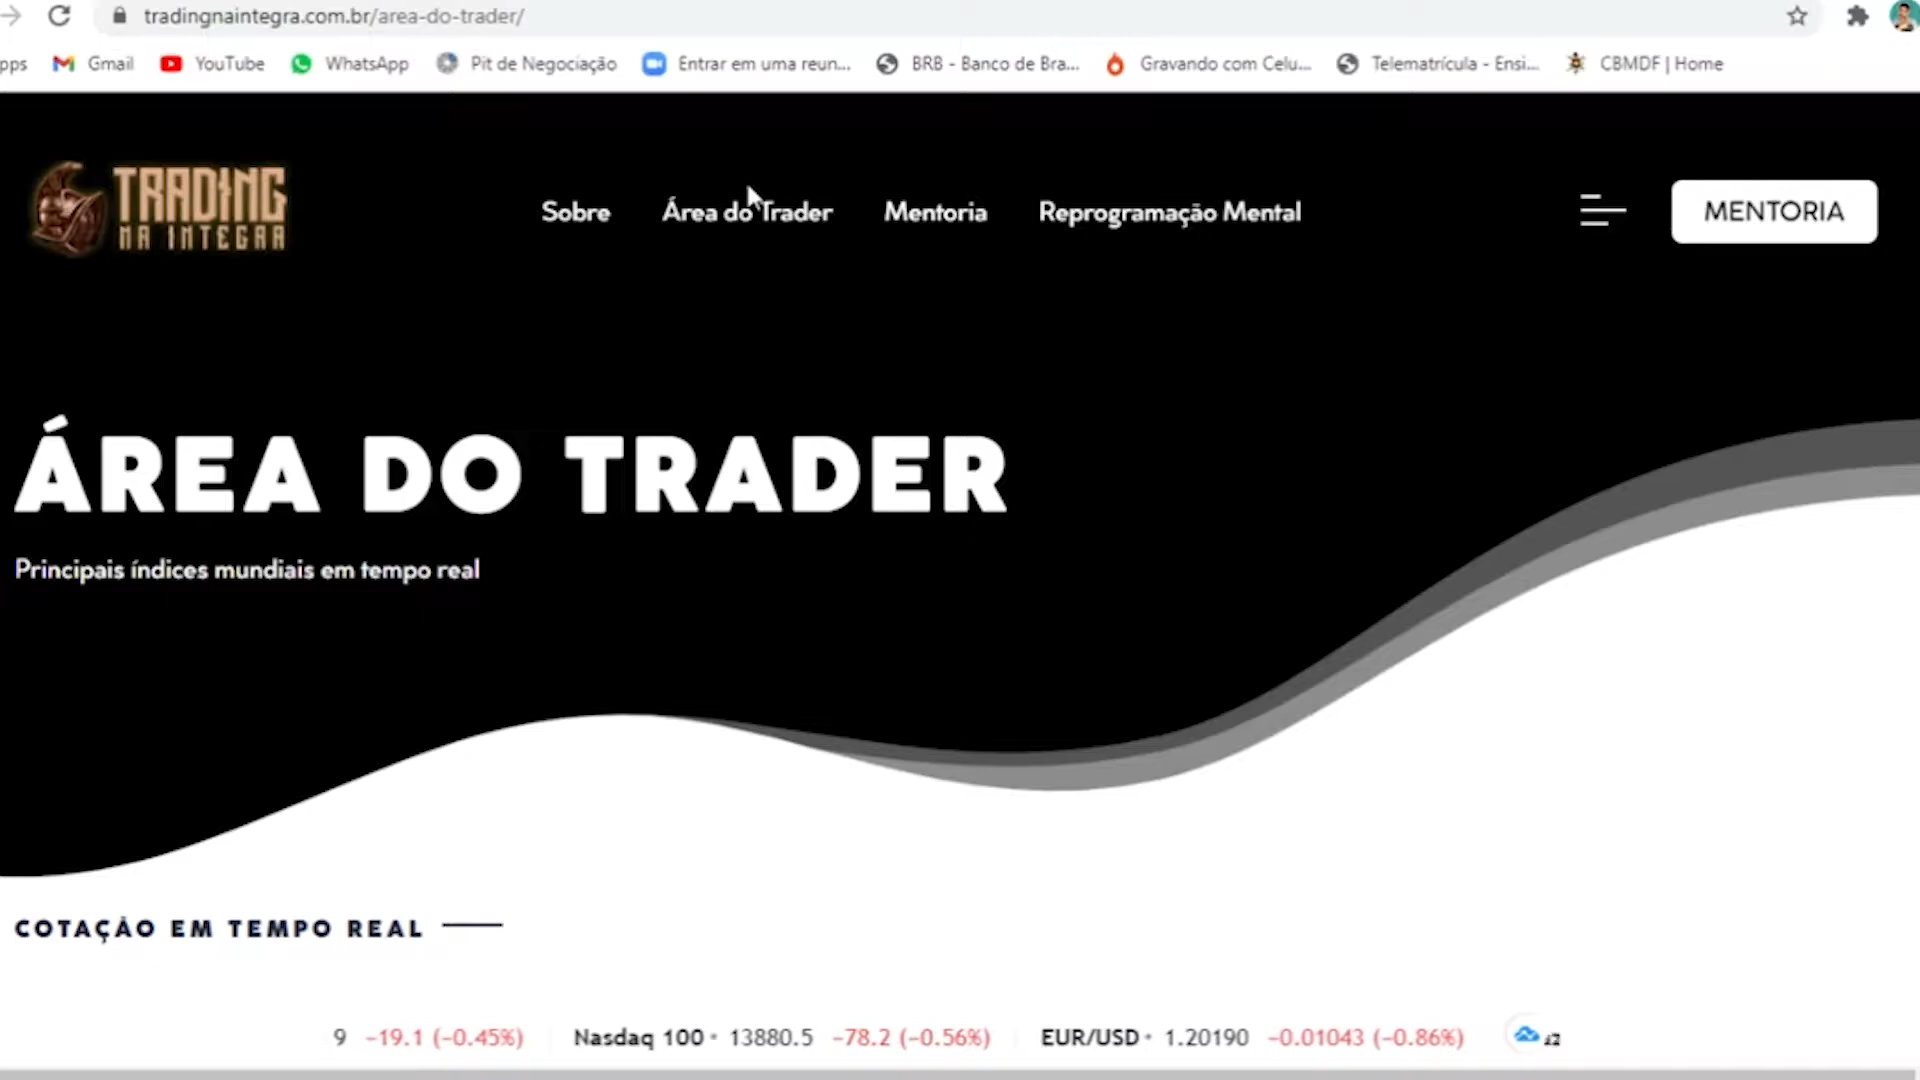 tradingnaintegra.com.br/area-do-trader/
pps Gmail YouTube WhatsApp Pit de Negociação Entrar em uma reun... BRB - Banco de Bra... Gravando com Celu... Telematrícula - Ensi... CBMDF | Home
TRADING
NA INTEGRA
Sobre Área do Trader Mentoria Reprogramação Mental MENTORIA
ÁREA DO TRADER
Principais índices mundiais em tempo real
COTAÇÃO EM TEMPO REAL
9 −19.1 (−0.45%) Nasdaq 100 • 13880.5 −78.2 (−0.56%) EUR/USD • 1.20190 −0.01043 (−0.86%)